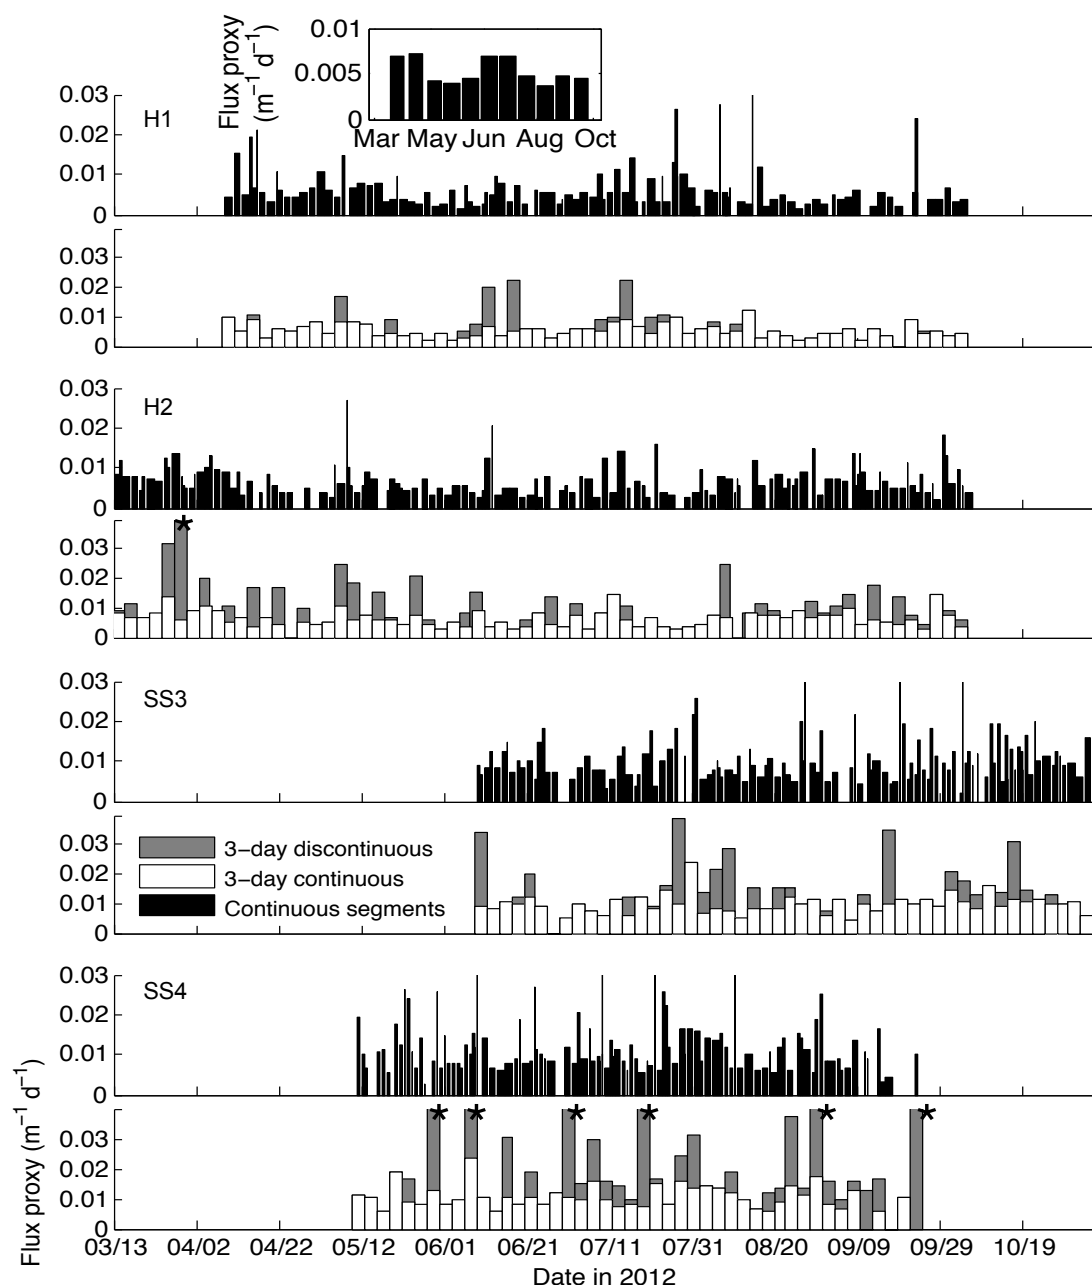 Flux proxy
(m⁻¹ d⁻¹)
0.01
0.005
0
Mar May Jun Aug Oct
H1
0.03
0.02
0.01
0
0.03
0.02
0.01
0
H2
0.03
0.02
0.01
0
*
0.03
0.02
0.01
0
SS3
0.03
0.02
0.01
0
0.03
0.02
0.01
0
3−day discontinuous
3−day continuous
Continuous segments
SS4
0.03
0.02
0.01
0
* * * * * *
0.03
0.02
0.01
0
Flux proxy (m⁻¹ d⁻¹)
03/13 04/02 04/22 05/12 06/01 06/21 07/11 07/31 08/20 09/09 09/29 10/19
Date in 2012